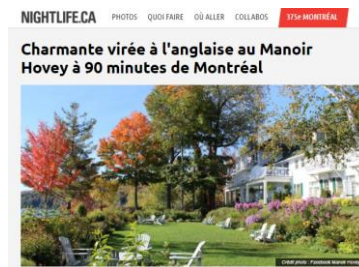 NIGHTLIFE.CA PHOTOS QUOI FAIRE OÙ ALLER COLLABOS 375e MONTRÉAL
Charmante virée à l'anglaise au Manoir
Hovey à 90 minutes de Montréal
Crédit photo : Facebook Manoir Hovey